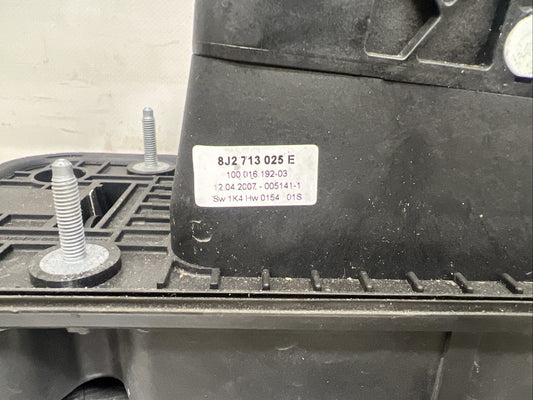 8J2 713 025 E
100 016 192-03
12.04.2007. - 005141-1
Sw 1K4 Hw 0154 01S